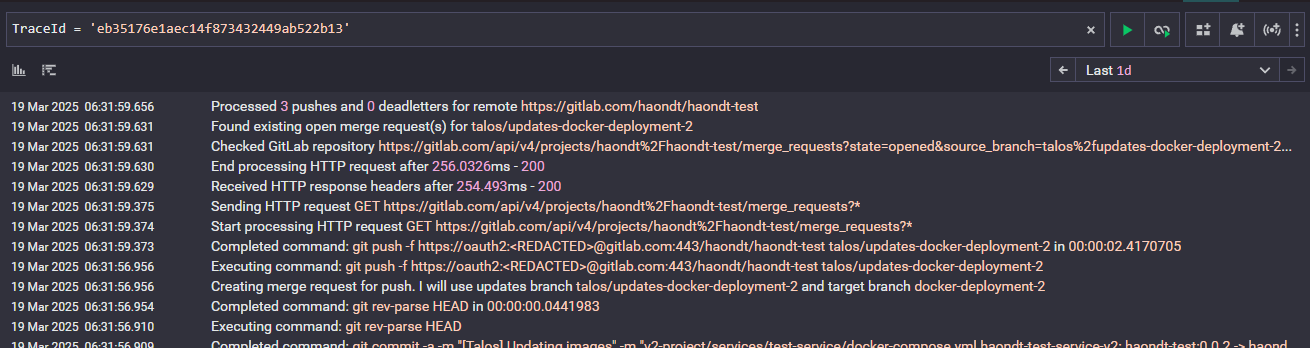 TraceId = 'eb35176e1aec14f873432449ab522b13'
Last 1d
19 Mar 2025 06:31:59.656 Processed 3 pushes and 0 deadletters for remote https://gitlab.com/haondt/haondt-test
19 Mar 2025 06:31:59.631 Found existing open merge request(s) for talos/updates-docker-deployment-2
19 Mar 2025 06:31:59.631 Checked GitLab repository https://gitlab.com/api/v4/projects/haondt%2Fhaondt-test/merge_requests?state=opened&source_branch=talos%2fupdates-docker-deployment-2...
19 Mar 2025 06:31:59.630 End processing HTTP request after 256.0326ms - 200
19 Mar 2025 06:31:59.629 Received HTTP response headers after 254.493ms - 200
19 Mar 2025 06:31:59.375 Sending HTTP request GET https://gitlab.com/api/v4/projects/haondt%2Fhaondt-test/merge_requests?*
19 Mar 2025 06:31:59.374 Start processing HTTP request GET https://gitlab.com/api/v4/projects/haondt%2Fhaondt-test/merge_requests?*
19 Mar 2025 06:31:59.373 Completed command: git push -f https://oauth2:<REDACTED>@gitlab.com:443/haondt/haondt-test talos/updates-docker-deployment-2 in 00:00:02.4170705
19 Mar 2025 06:31:56.956 Executing command: git push -f https://oauth2:<REDACTED>@gitlab.com:443/haondt/haondt-test talos/updates-docker-deployment-2
19 Mar 2025 06:31:56.956 Creating merge request for push. I will use updates branch talos/updates-docker-deployment-2 and target branch docker-deployment-2
19 Mar 2025 06:31:56.954 Completed command: git rev-parse HEAD in 00:00:00.0441983
19 Mar 2025 06:31:56.910 Executing command: git rev-parse HEAD
19 Mar 2025 06:31:56.909 Completed command: git commit -a -m "[Talos] Updating images" -m "v2-project/services/test-service/docker-compose.yml haondt-test-service-v2: haondt-test:0.0.2 -> haond